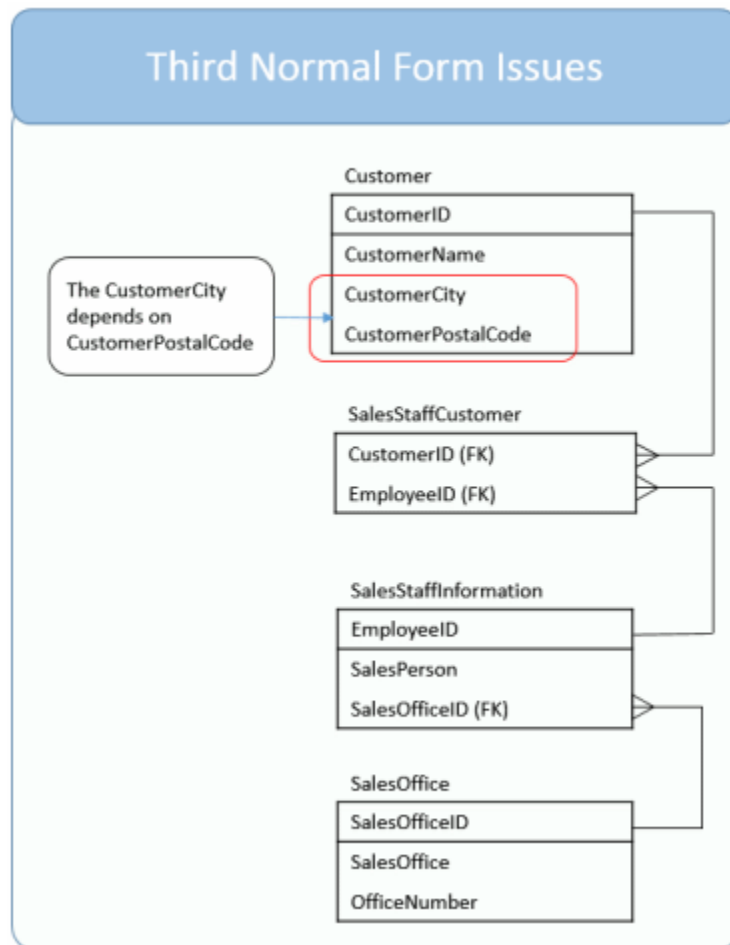 Third Normal Form Issues
Customer
CustomerID
CustomerName
CustomerCity
CustomerPostalCode
The CustomerCity
depends on
CustomerPostalCode
SalesStaffCustomer
CustomerID (FK)
EmployeeID (FK)
SalesStaffInformation
EmployeeID
SalesPerson
SalesOfficeID (FK)
SalesOffice
SalesOfficeID
SalesOffice
OfficeNumber